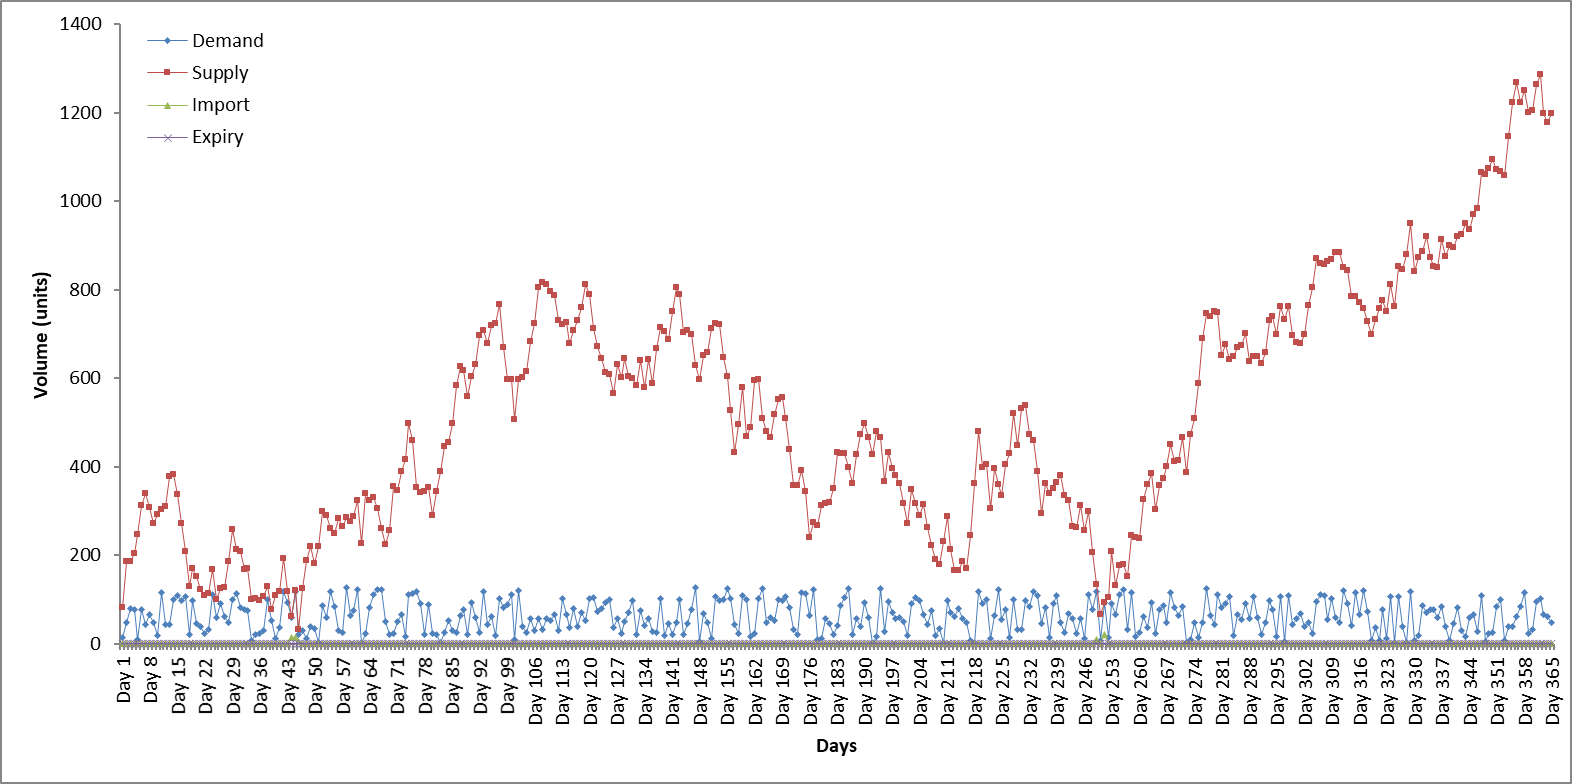 1400
1200
1000
800
600
400
200
0
Volume (units)
Demand
Supply
Import
Expiry
Day 1
Day 8
Day 15
Day 22
Day 29
Day 36
Day 43
Day 50
Day 57
Day 64
Day 71
Day 78
Day 85
Day 92
Day 99
Day 106
Day 113
Day 120
Day 127
Day 134
Day 141
Day 148
Day 155
Day 162
Day 169
Day 176
Day 183
Day 190
Day 197
Day 204
Day 211
Day 218
Day 225
Day 232
Day 239
Day 246
Day 253
Day 260
Day 267
Day 274
Day 281
Day 288
Day 295
Day 302
Day 309
Day 316
Day 323
Day 330
Day 337
Day 344
Day 351
Day 358
Day 365
Days